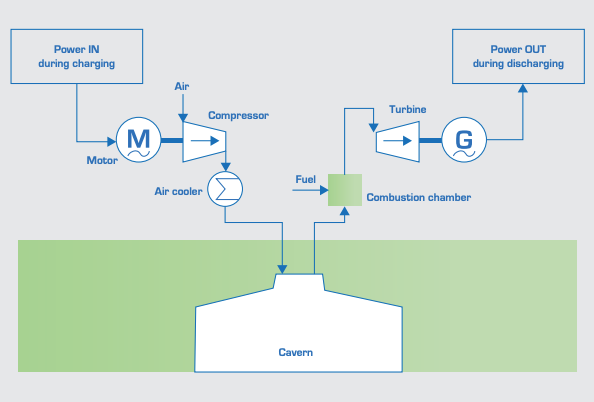 Power IN
during charging
Power OUT
during discharging
Air
Compressor
Turbine
M
G
Motor
Air cooler
Fuel
Combustion chamber
Cavern